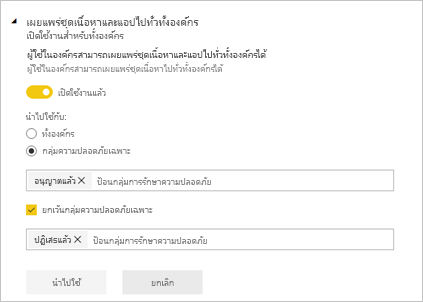 เผยแพร่ชุดเนื้อหาและแอปไปทั่วทั้งองค์กร
เปิดใช้งานสำหรับทั้งองค์กร
ผู้ใช้ในองค์กรสามารถเผยแพร่ชุดเนื้อหาและแอปไปทั่วทั้งองค์กรได้
ผู้ใช้ในองค์กรสามารถเผยแพร่ชุดเนื้อหาไปทั่วทั้งองค์กรได้
เปิดใช้งานแล้ว
นำไปใช้กับ:
ทั้งองค์กร
กลุ่มความปลอดภัยเฉพาะ
อนุญาตแล้ว ป้อนกลุ่มการรักษาความปลอดภัย
ยกเว้นกลุ่มความปลอดภัยเฉพาะ
ปฏิเสธแล้ว ป้อนกลุ่มการรักษาความปลอดภัย
นำไปใช้ ยกเลิก